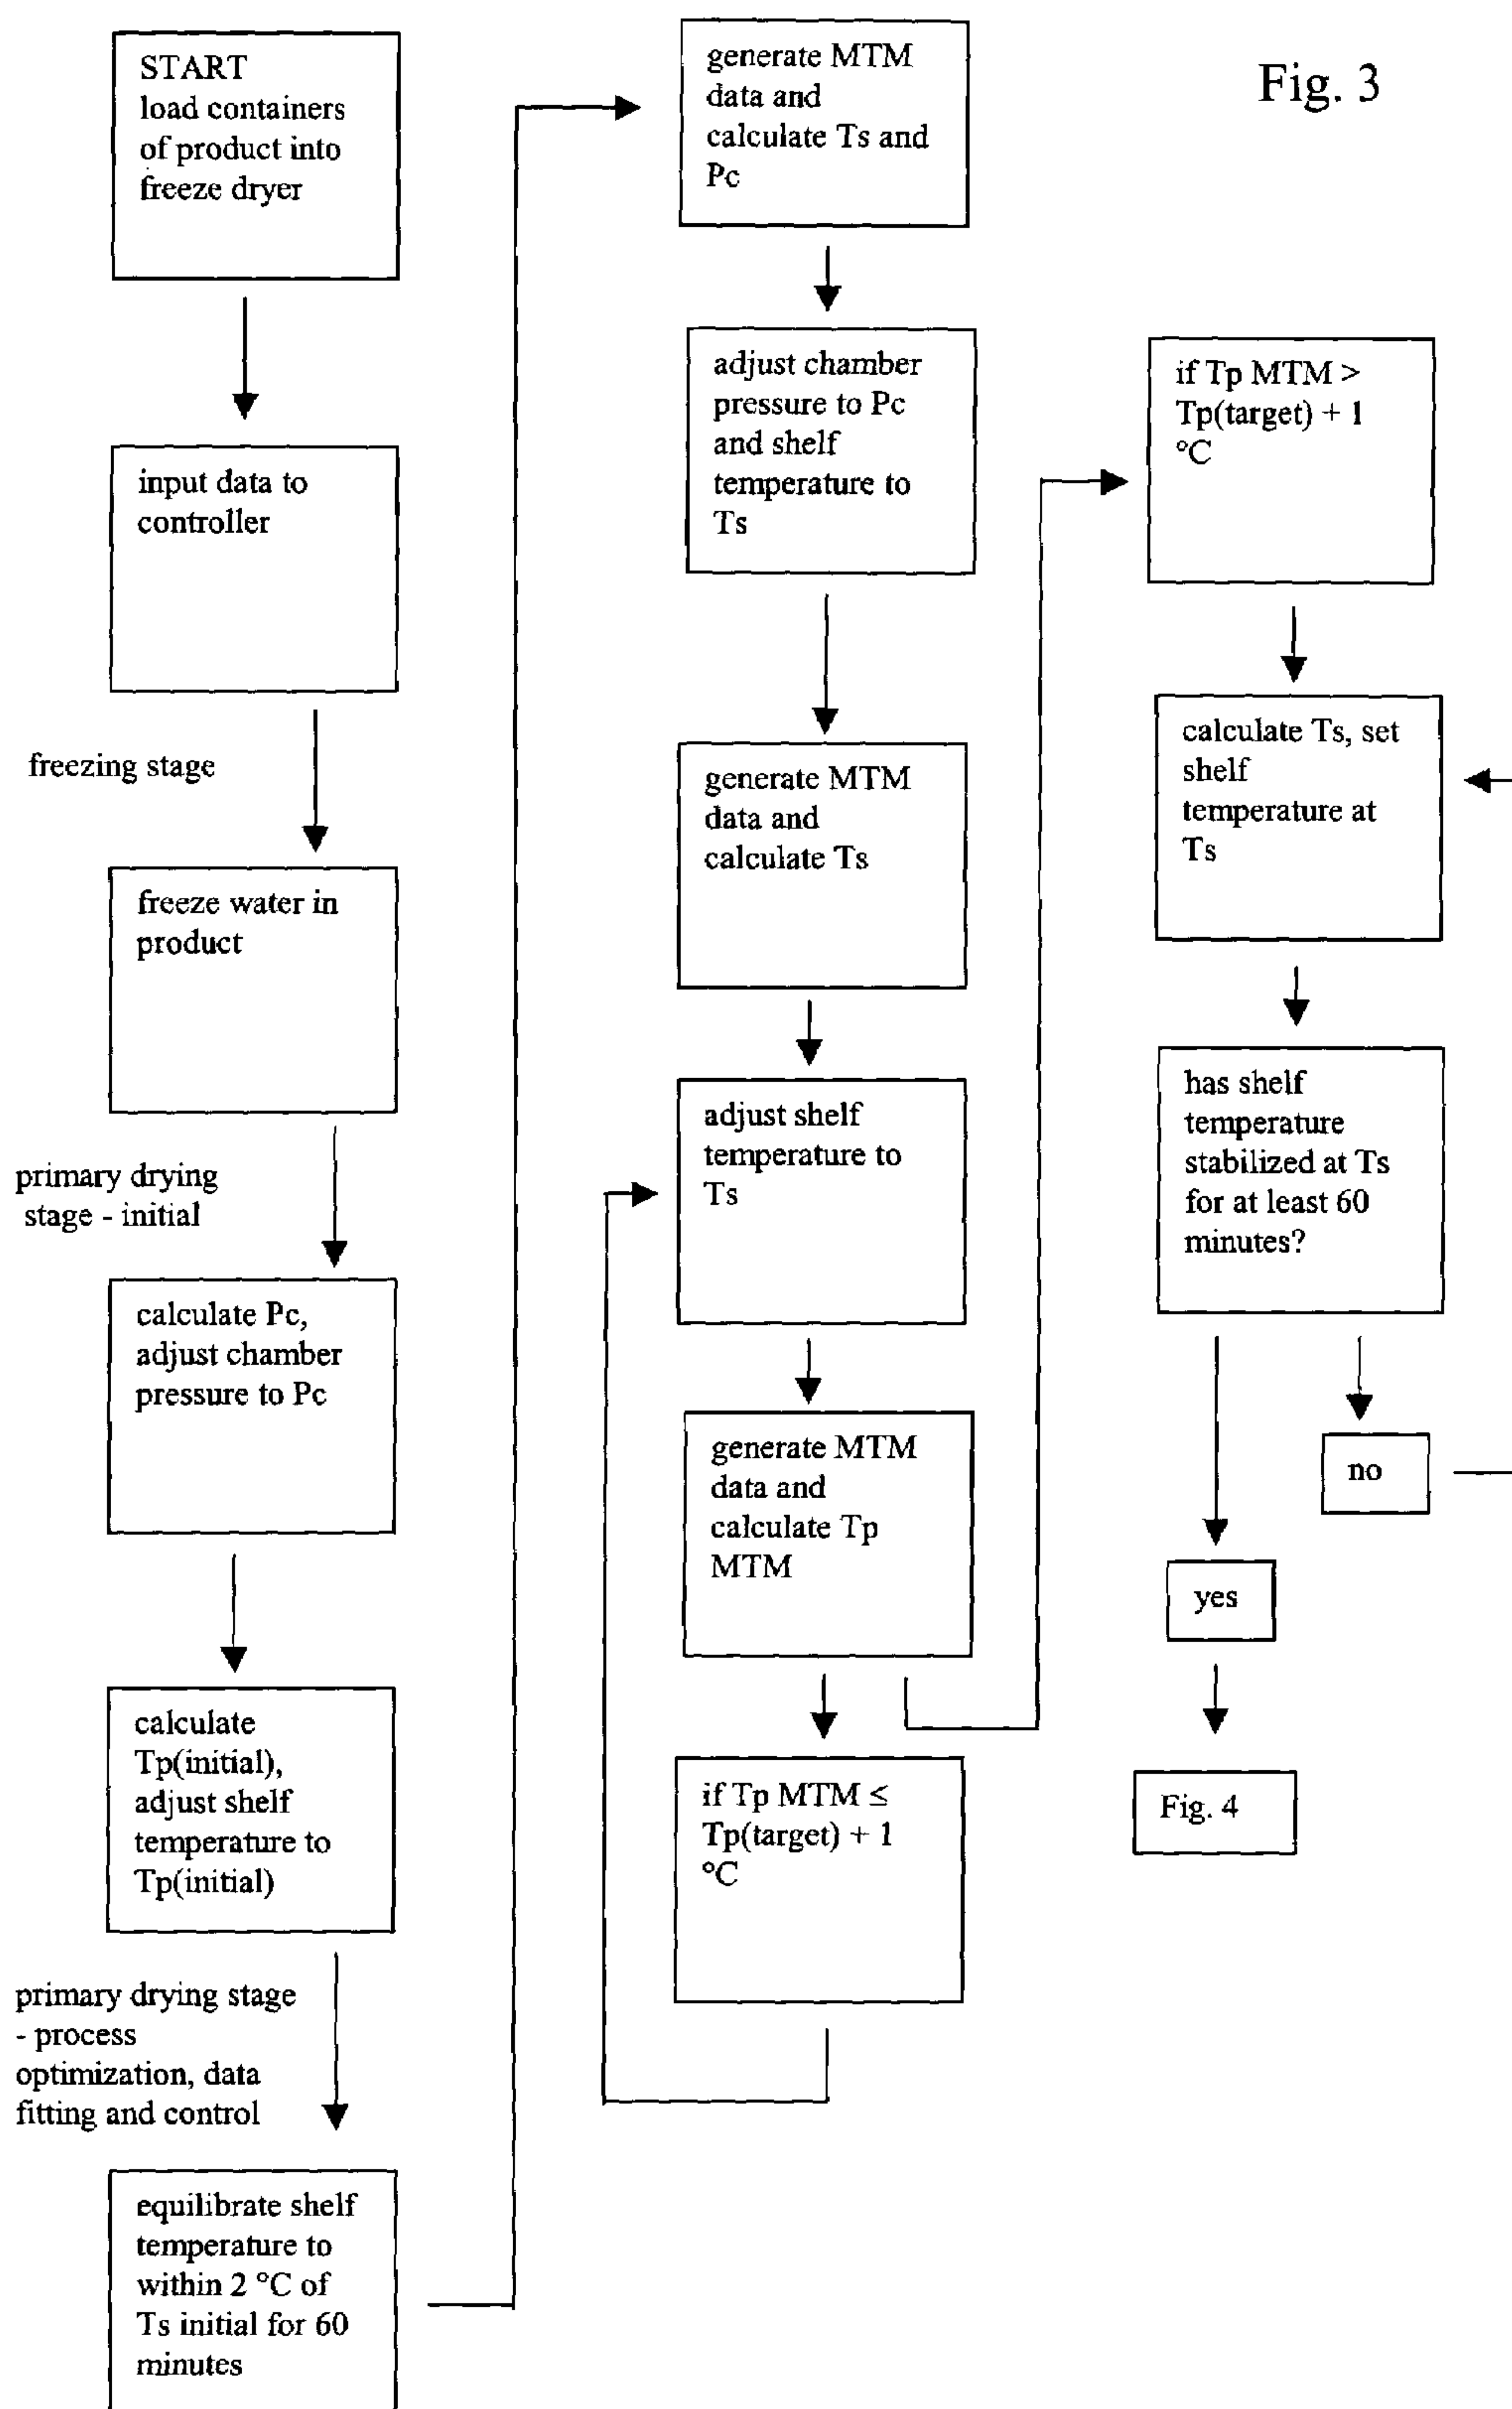 Fig. 3
START
load containers
of product into
freeze dryer
input data to
controller
freezing stage
freeze water in
product
primary drying
stage - initial
calculate Pc,
adjust chamber
pressure to Pc
calculate
Tp(initial),
adjust shelf
temperature to
Tp(initial)
primary drying stage
- process
optimization, data
fitting and control
equilibrate shelf
temperature to
within 2 °C of
Ts initial for 60
minutes
generate MTM
data and
calculate Ts and
Pc
adjust chamber
pressure to Pc
and shelf
temperature to
Ts
generate MTM
data and
calculate Ts
adjust shelf
temperature to
Ts
generate MTM
data and
calculate Tp
MTM
if Tp MTM ≤
Tp(target) + 1
°C
if Tp MTM >
Tp(target) + 1
°C
calculate Ts, set
shelf
temperature at
Ts
has shelf
temperature
stabilized at Ts
for at least 60
minutes?
no
yes
Fig. 4